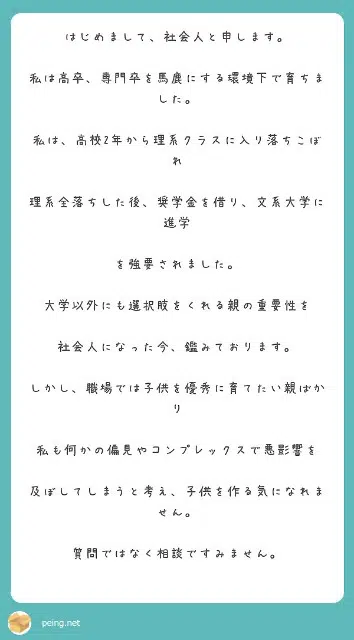 はじめまして、社会人と申します。
私は高卒、専門卒を馬鹿にする環境下で育ちま
した。
私は、高校2年から理系クラスに入り落ちこぼ
れ
理系全落ちした後、奨学金を借り、文系大学に
進学
を強要されました。
大学以外にも選択肢をくれる親の重要性を
社会人になった今、鑑みております。
しかし、職場では子供を優秀に育てたい親ばか
り
私も何かの偏見やコンプレックスで悪影響を
及ぼしてしまうと考え、子供を作る気になれま
せん。
質問ではなく相談ですみません。
peing.net